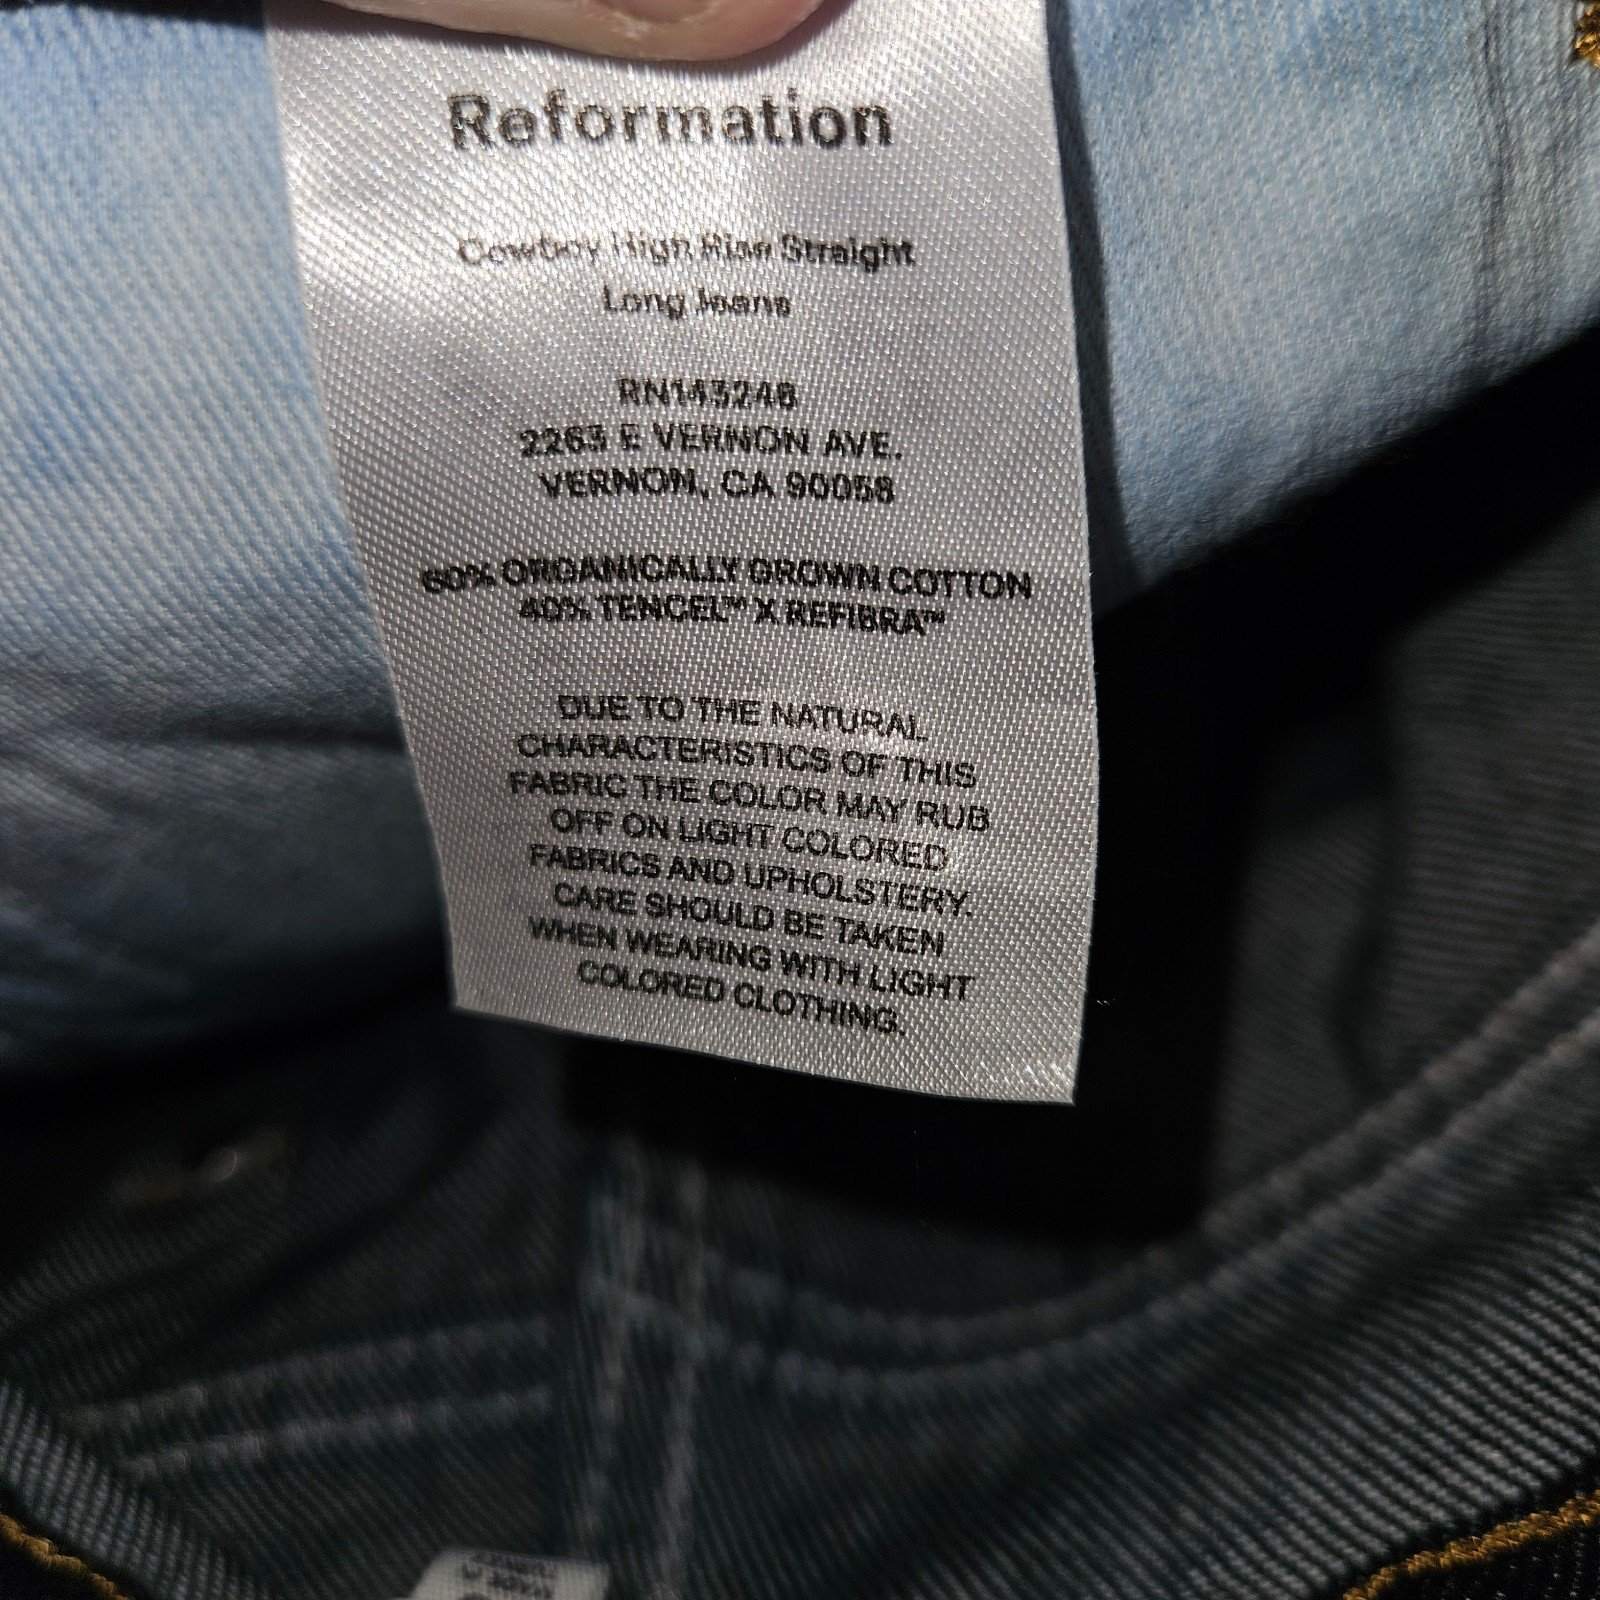 Reformation
Cowboy High Rise Straight
Long Jeans
RN143248
2263 E VERNON AVE.
VERNON, CA 90058
60% ORGANICALLY GROWN COTTON
40% TENCEL™ X REFIBRA™
DUE TO THE NATURAL
CHARACTERISTICS OF THIS
FABRIC THE COLOR MAY RUB
OFF ON LIGHT COLORED
FABRICS AND UPHOLSTERY.
CARE SHOULD BE TAKEN
WHEN WEARING WITH LIGHT
COLORED CLOTHING.